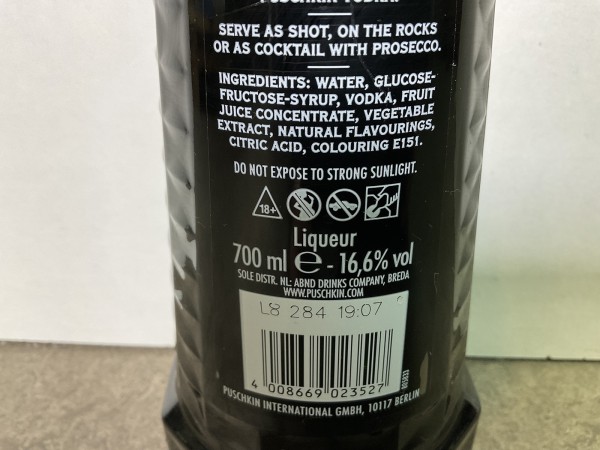 PUSCHKIN VODKA.
SERVE AS SHOT, ON THE ROCKS
OR AS COCKTAIL WITH PROSECCO.
INGREDIENTS: WATER, GLUCOSE-
FRUCTOSE-SYRUP, VODKA, FRUIT
JUICE CONCENTRATE, VEGETABLE
EXTRACT, NATURAL FLAVOURINGS,
CITRIC ACID, COLOURING E151.
DO NOT EXPOSE TO STRONG SUNLIGHT.
18+
Liqueur
700 ml ℮ - 16,6% vol
SOLE DISTR. NL: ABND DRINKS COMPANY, BREDA
WWW.PUSCHKIN.COM
L8 284 19:07
4 008669 023527
PUSCHKIN INTERNATIONAL GMBH, 10117 BERLIN